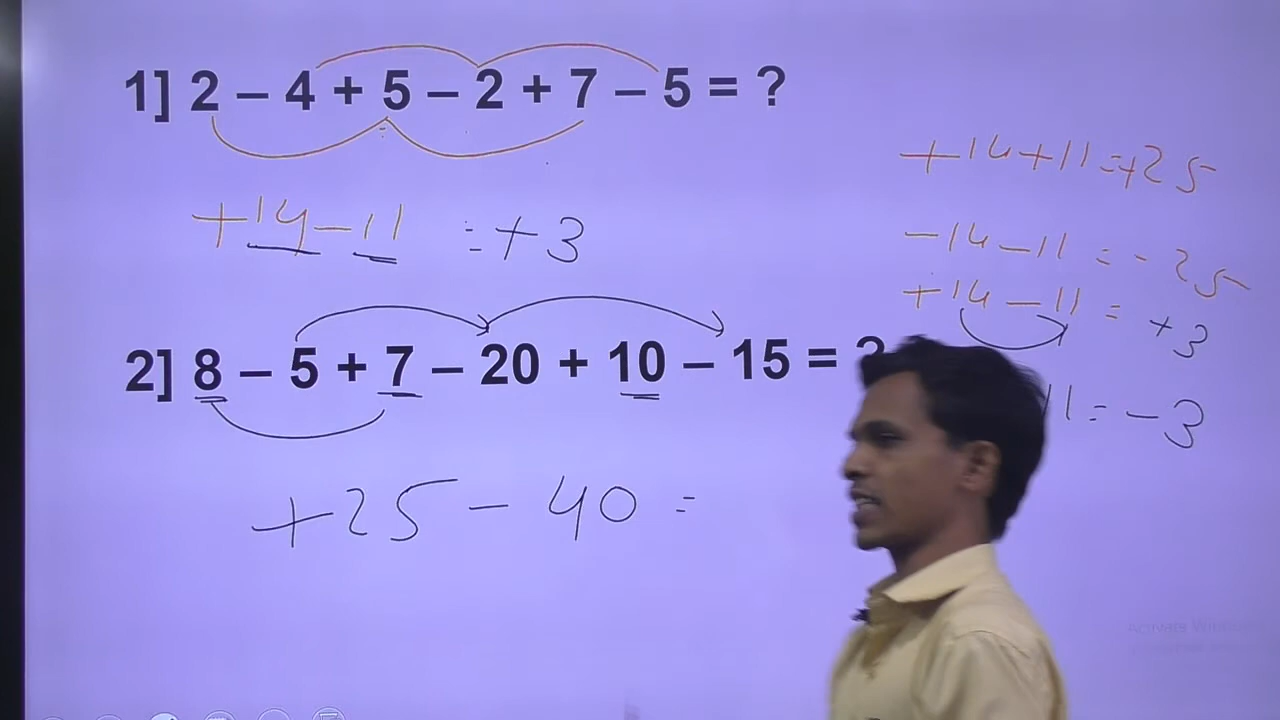 1] 2 – 4 + 5 – 2 + 7 – 5 = ?
+14-11 = +3
2] 8 – 5 + 7 – 20 + 10 – 15 = ?
+25 - 40 =
+14+11=+25
-14-11 = -25
+14-11 = +3
11 = -3